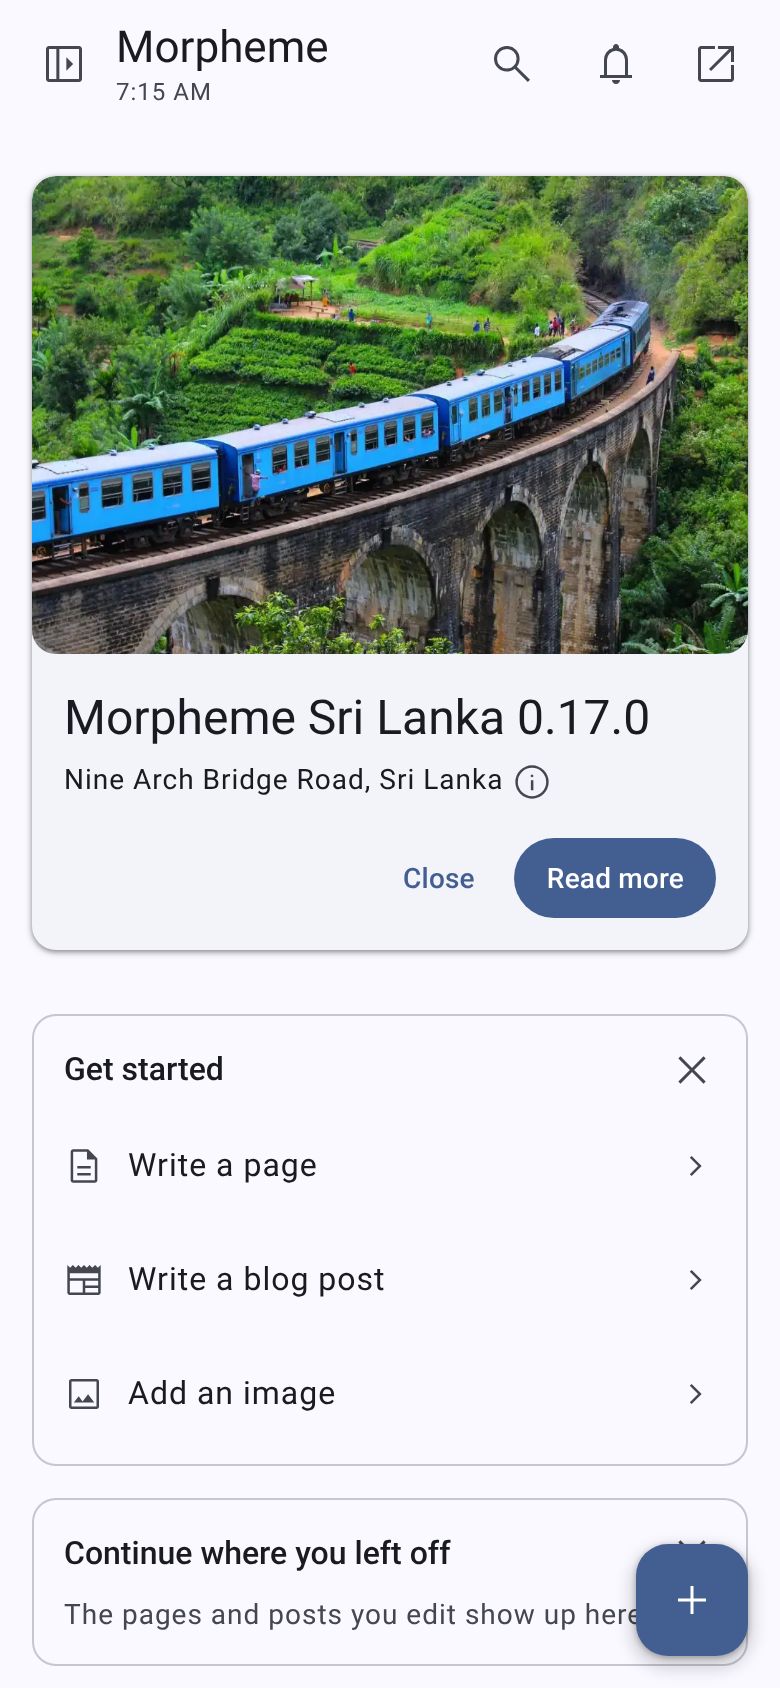 Morpheme
7:15 AM
Morpheme Sri Lanka 0.17.0
Nine Arch Bridge Road, Sri Lanka
Close
Read more
Get started
Write a page
Write a blog post
Add an image
Continue where you left off
The pages and posts you edit show up here